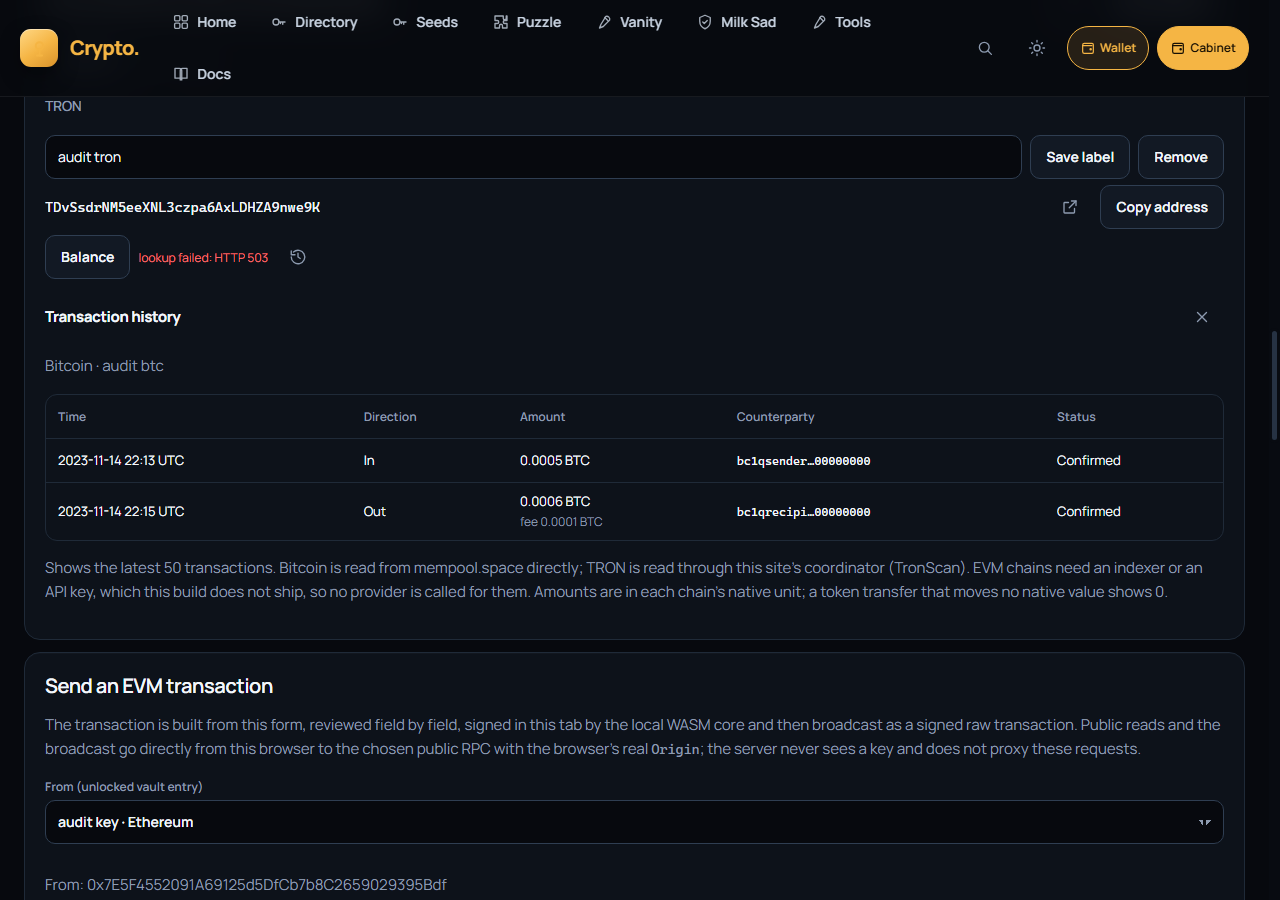 Crypto.
Home
Directory
Seeds
Puzzle
Vanity
Milk Sad
Tools
Docs
Wallet
Cabinet
TRON
audit tron
Save label
Remove
TDvSsdrNM5eeXNL3czpa6AxLDHZA9nwe9K
Copy address
Balance
lookup failed: HTTP 503
Transaction history
Bitcoin · audit btc
Time Direction Amount Counterparty Status
2023-11-14 22:13 UTC In 0.0005 BTC bc1qsender…00000000 Confirmed
2023-11-14 22:15 UTC Out 0.0006 BTC fee 0.0001 BTC bc1qrecipi…00000000 Confirmed
Shows the latest 50 transactions. Bitcoin is read from mempool.space directly; TRON is read through this site's coordinator (TronScan). EVM chains need an indexer or an
API key, which this build does not ship, so no provider is called for them. Amounts are in each chain's native unit; a token transfer that moves no native value shows 0.
Send an EVM transaction
The transaction is built from this form, reviewed field by field, signed in this tab by the local WASM core and then broadcast as a signed raw transaction. Public reads and the
broadcast go directly from this browser to the chosen public RPC with the browser's real Origin; the server never sees a key and does not proxy these requests.
From (unlocked vault entry)
audit key · Ethereum
From: 0x7E5F4552091A69125d5DfCb7b8C2659029395Bdf